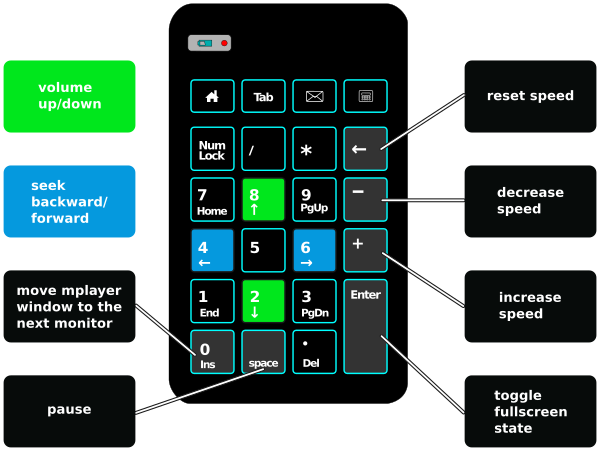 volume
up/down
seek
backward/
forward
move mplayer
window to the
next monitor
pause
Tab
Num
Lock
/
*
←
7
Home
8
↑
9
PgUp
−
4
←
5
6
→
+
1
End
2
↓
3
PgDn
Enter
0
Ins
space
.
Del
reset speed
decrease
speed
increase
speed
toggle
fullscreen
state